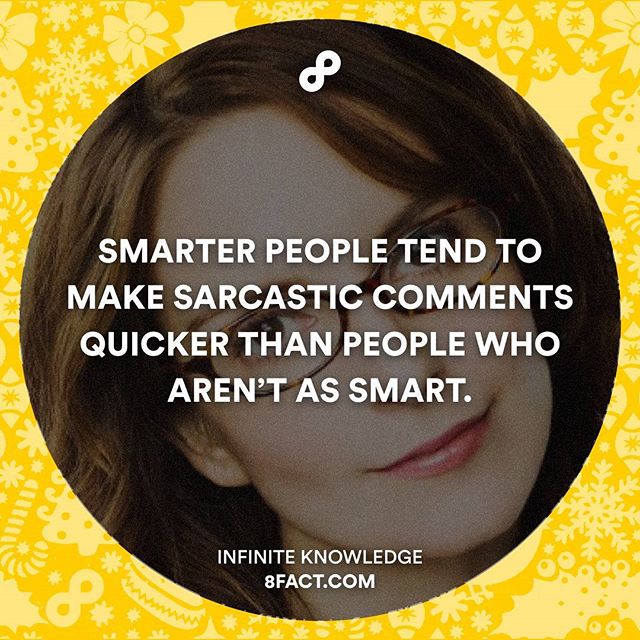 SMARTER PEOPLE TEND TO
MAKE SARCASTIC COMMENTS
QUICKER THAN PEOPLE WHO
AREN'T AS SMART.
INFINITE KNOWLEDGE
8FACT.COM